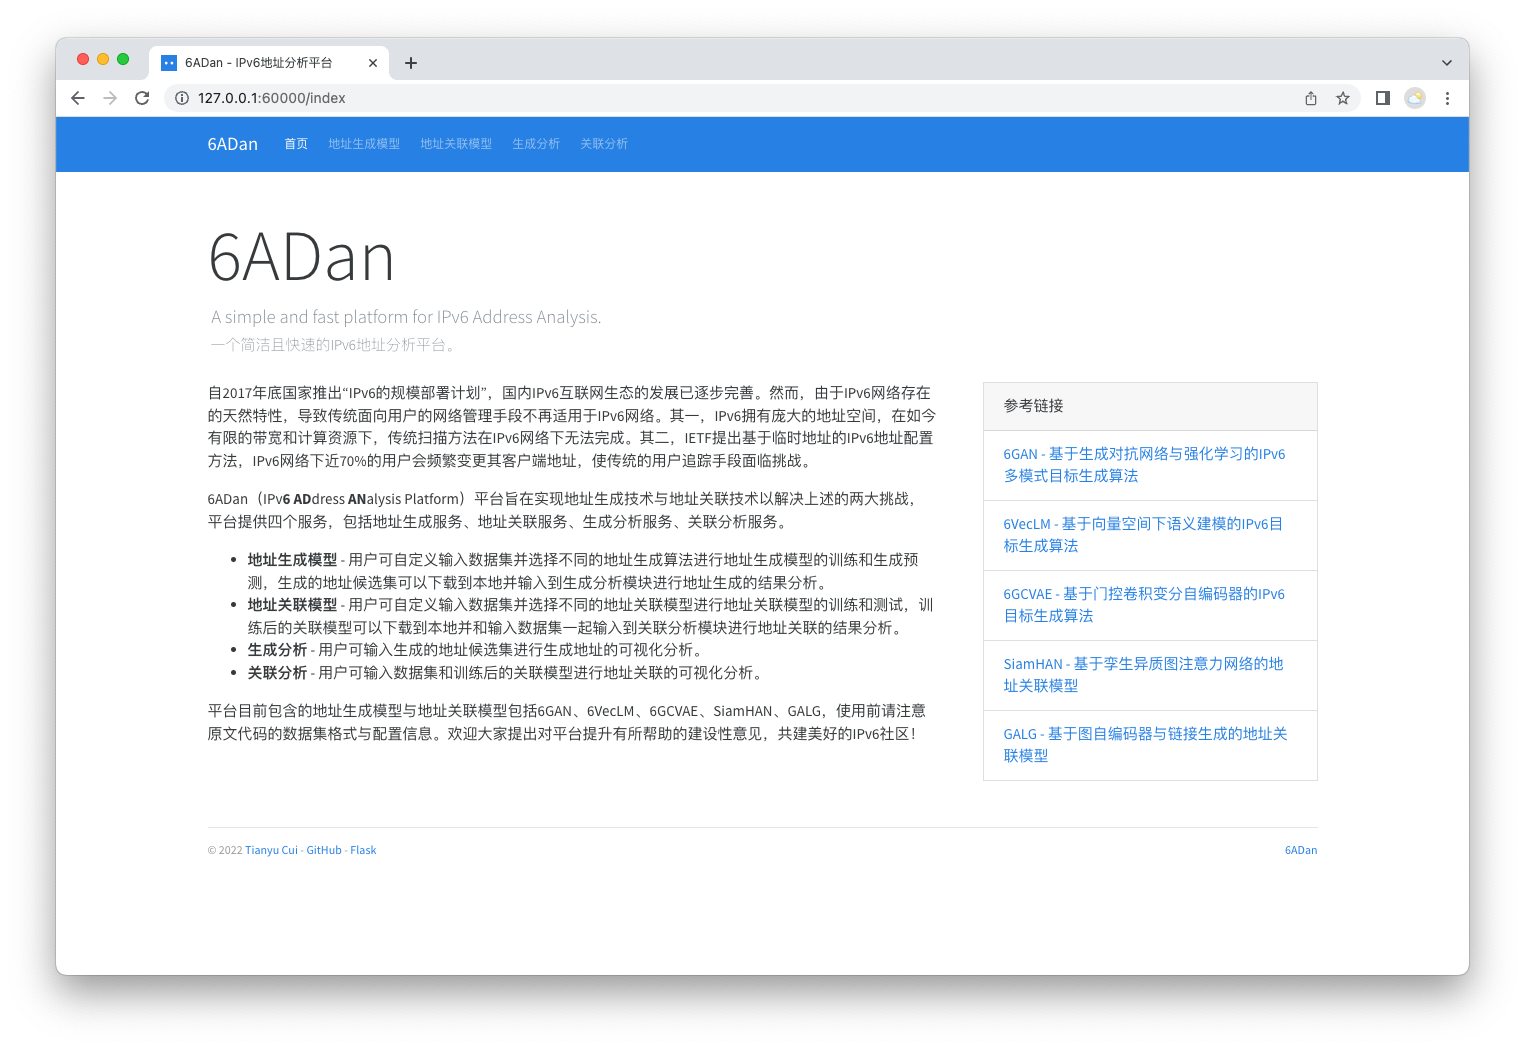 6ADan - IPv6地址分析平台
127.0.0.1:60000/index
6ADan 首页 地址生成模型 地址关联模型 生成分析 关联分析
6ADan
A simple and fast platform for IPv6 Address Analysis.
一个简洁且快速的IPv6地址分析平台。
自2017年底国家推出“IPv6的规模部署计划”，国内IPv6互联网生态的发展已逐步完善。然而，由于IPv6网络存在
的天然特性，导致传统面向用户的网络管理手段不再适用于IPv6网络。其一，IPv6拥有庞大的地址空间，在如今
有限的带宽和计算资源下，传统扫描方法在IPv6网络下无法完成。其二，IETF提出基于临时地址的IPv6地址配置
方法，IPv6网络下近70%的用户会频繁变更其客户端地址，使传统的用户追踪手段面临挑战。
6ADan（IPv6 ADdress ANalysis Platform）平台旨在实现地址生成技术与地址关联技术以解决上述的两大挑战，
平台提供四个服务，包括地址生成服务、地址关联服务、生成分析服务、关联分析服务。
• 地址生成模型 - 用户可自定义输入数据集并选择不同的地址生成算法进行地址生成模型的训练和生成预
测，生成的地址候选集可以下载到本地并输入到生成分析模块进行地址生成的结果分析。
• 地址关联模型 - 用户可自定义输入数据集并选择不同的地址关联模型进行地址关联模型的训练和测试，训
练后的关联模型可以下载到本地并和输入数据集一起输入到关联分析模块进行地址关联的结果分析。
• 生成分析 - 用户可输入生成的地址候选集进行生成地址的可视化分析。
• 关联分析 - 用户可输入数据集和训练后的关联模型进行地址关联的可视化分析。
平台目前包含的地址生成模型与地址关联模型包括6GAN、6VecLM、6GCVAE、SiamHAN、GALG，使用前请注意
原文代码的数据集格式与配置信息。欢迎大家提出对平台提升有所帮助的建设性意见，共建美好的IPv6社区！
参考链接
6GAN - 基于生成对抗网络与强化学习的IPv6
多模式目标生成算法
6VecLM - 基于向量空间下语义建模的IPv6目
标生成算法
6GCVAE - 基于门控卷积变分自编码器的IPv6
目标生成算法
SiamHAN - 基于孪生异质图注意力网络的地
址关联模型
GALG - 基于图自编码器与链接生成的地址关
联模型
© 2022 Tianyu Cui · GitHub · Flask
6ADan